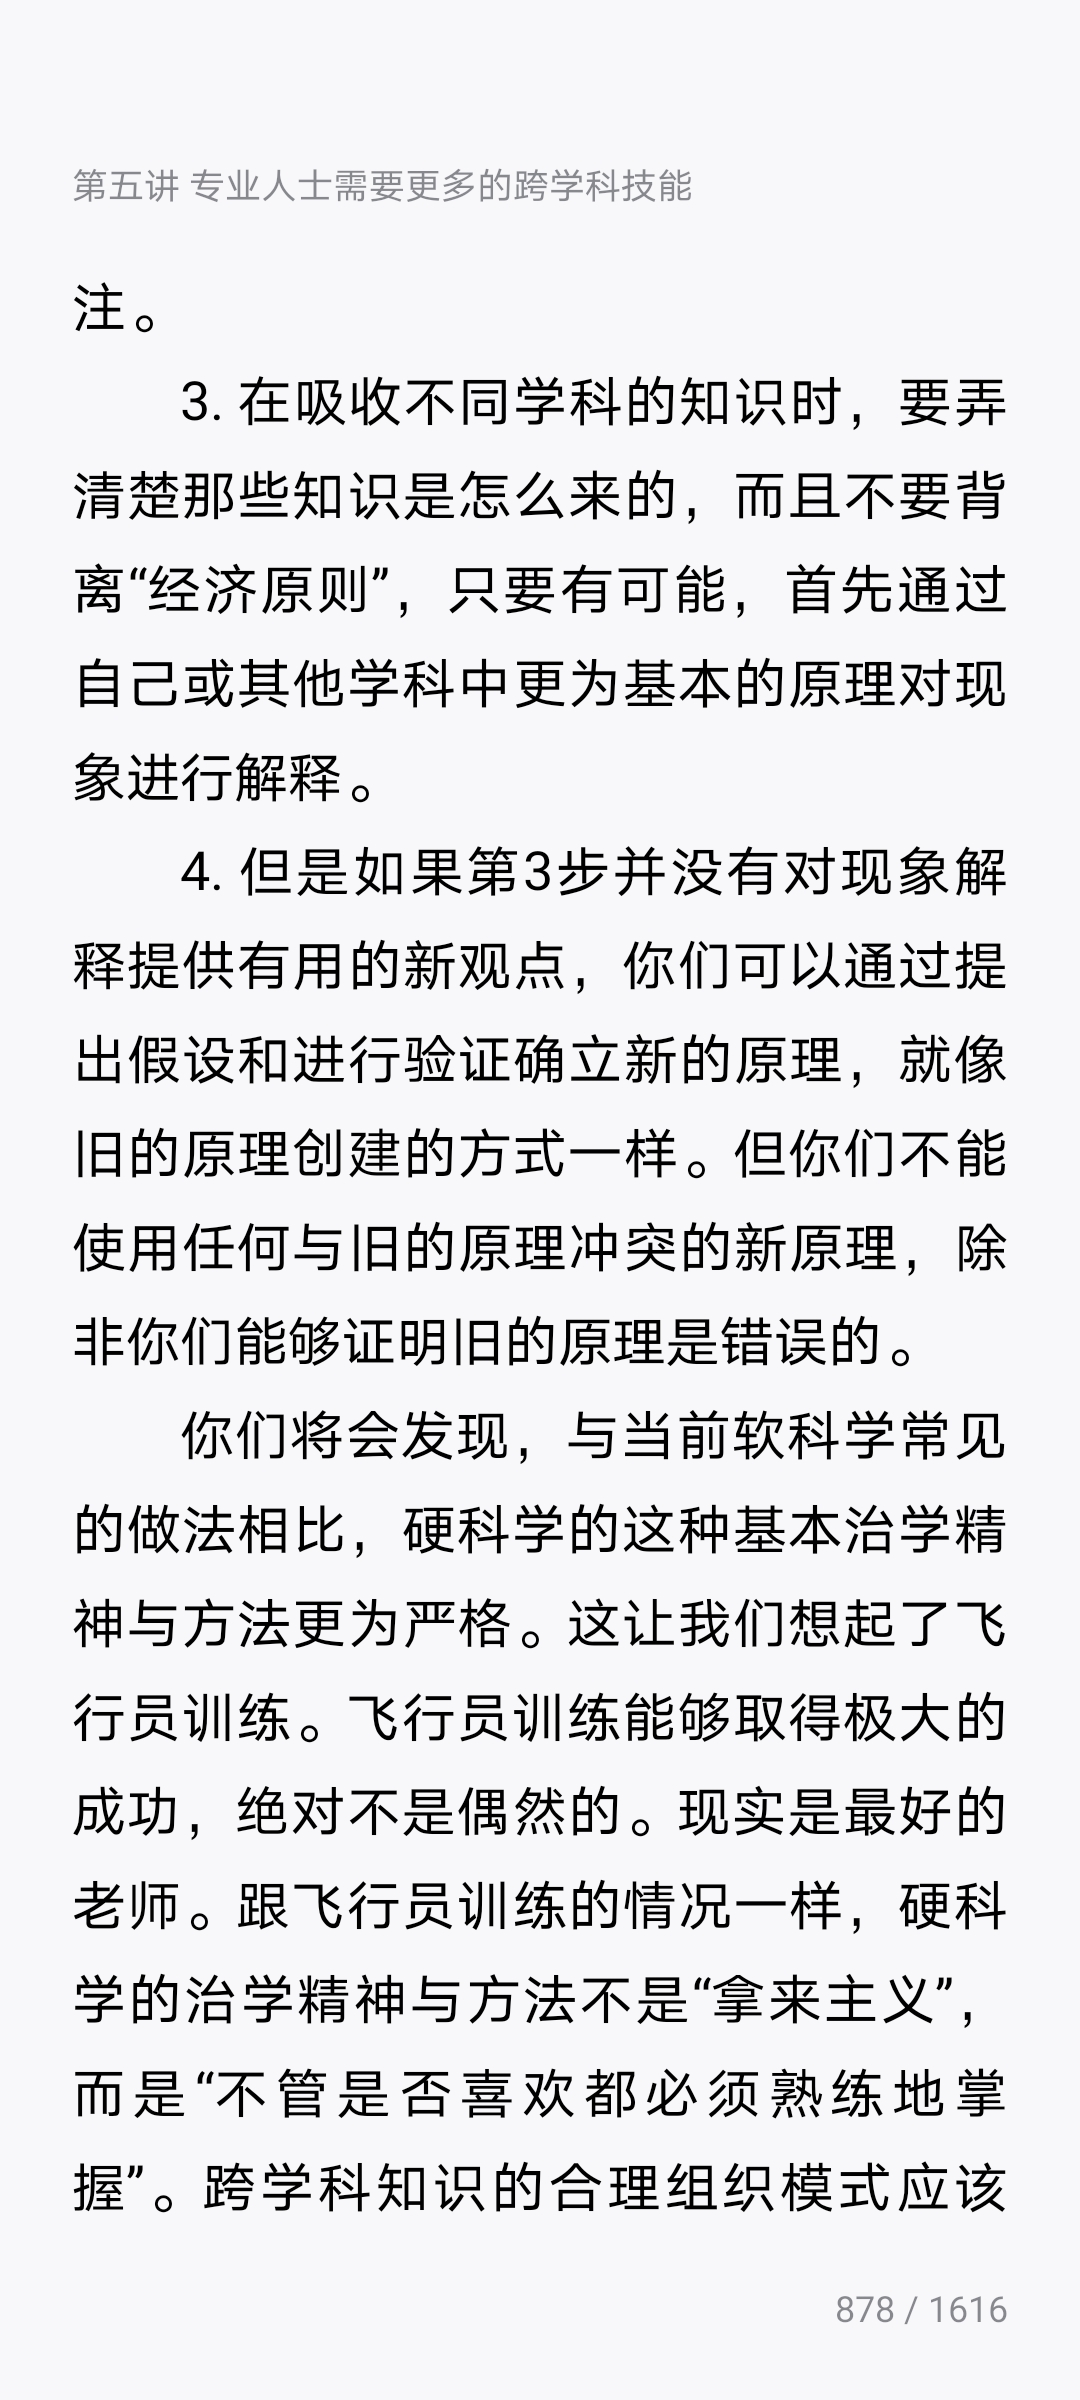 第五讲 专业人士需要更多的跨学科技能
注。
3. 在吸收不同学科的知识时，要弄
清楚那些知识是怎么来的，而且不要背
离“经济原则”，只要有可能，首先通过
自己或其他学科中更为基本的原理对现
象进行解释。
4. 但是如果第3步并没有对现象解
释提供有用的新观点，你们可以通过提
出假设和进行验证确立新的原理，就像
旧的原理创建的方式一样。但你们不能
使用任何与旧的原理冲突的新原理，除
非你们能够证明旧的原理是错误的。
你们将会发现，与当前软科学常见
的做法相比，硬科学的这种基本治学精
神与方法更为严格。这让我们想起了飞
行员训练。飞行员训练能够取得极大的
成功，绝对不是偶然的。现实是最好的
老师。跟飞行员训练的情况一样，硬科
学的治学精神与方法不是“拿来主义”，
而是“不管是否喜欢都必须熟练地掌
握”。跨学科知识的合理组织模式应该
878 / 1616